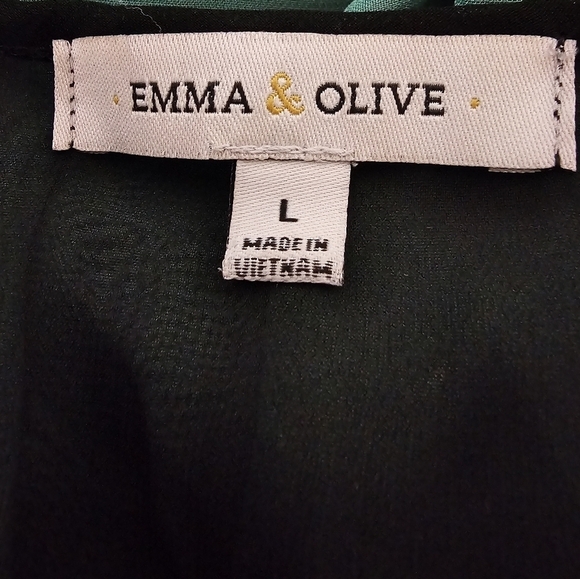 · EMMA & OLIVE ·
L
MADE IN
VIETNAM